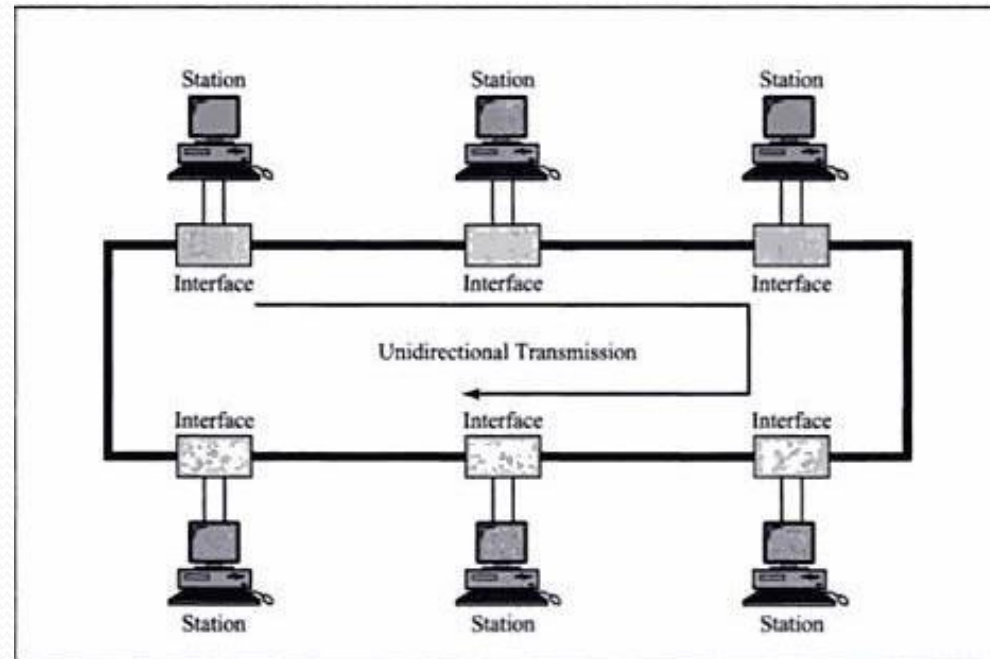 Station Station Station
Interface Interface Interface
Unidirectional Transmission
Interface Interface Interface
Station Station Station